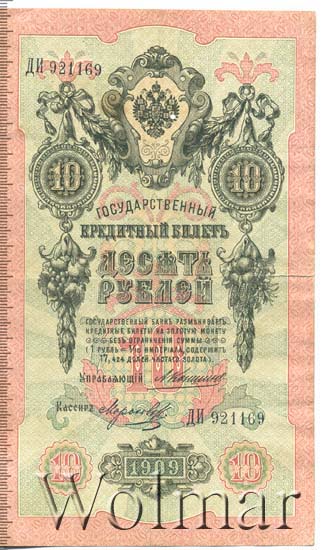 ДИ 921169
10 10
ГОСУДАРСТВЕННЫЙ
КРЕДИТНЫЙ БИЛЕТЪ
ДЕСЯТЬ
РУБЛЕЙ
ГОСУДАРСТВЕННЫЙ БАНКЪ РАЗМѢНИВАЕТЪ
КРЕДИТНЫЕ БИЛЕТЫ НА ЗОЛОТУЮ МОНЕТУ
БЕЗЪ ОГРАНИЧЕНІЯ СУММЫ
(1 РУБЛЬ = 1/15 ИМПЕРІАЛА, СОДЕРЖИТЪ
17,424 ДОЛЕЙ ЧИСТАГО ЗОЛОТА).
УПРАВЛЯЮЩІЙ
Кассиръ
ДИ 921169
10 1909 10
Wolmar